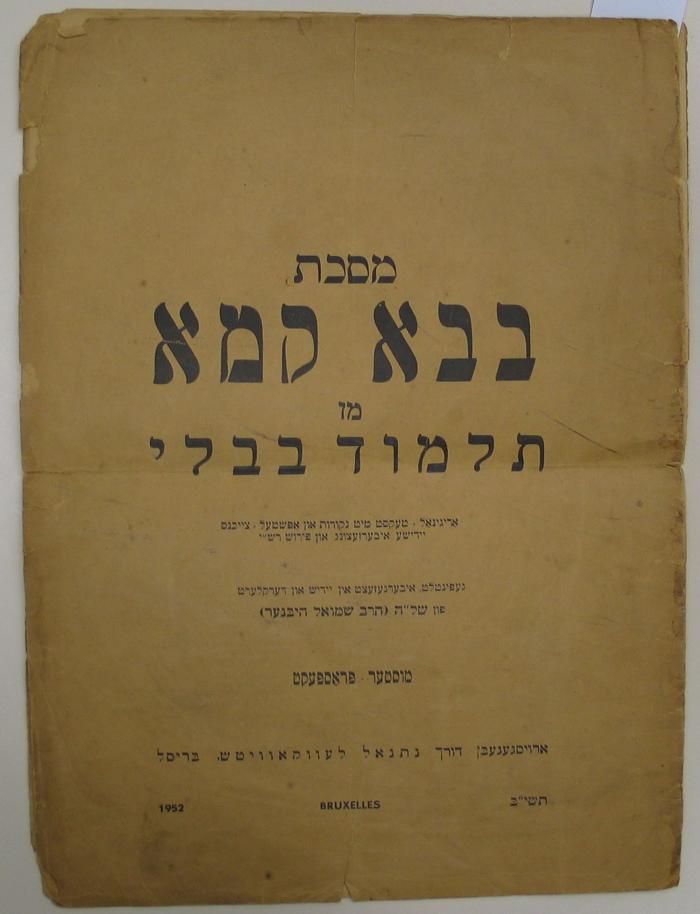 מסכת
בבא קמא
מן
תלמוד בבלי
אריגינאל - טעקסט מיט נקודות און אפשטעל - צייכנס
יידישע איבערזעצונג און פירוש רש״י
געפינטלט, איבערגעזעצט אין יידיש און דערקלערט
פון של״ה (הרב שמואל היבנער)
מוסטער - פראספעקט
ארויסגעגעבן דורך נתנאל לעווקאוויטש, בריסל
תשי״ב BRUXELLES 1952